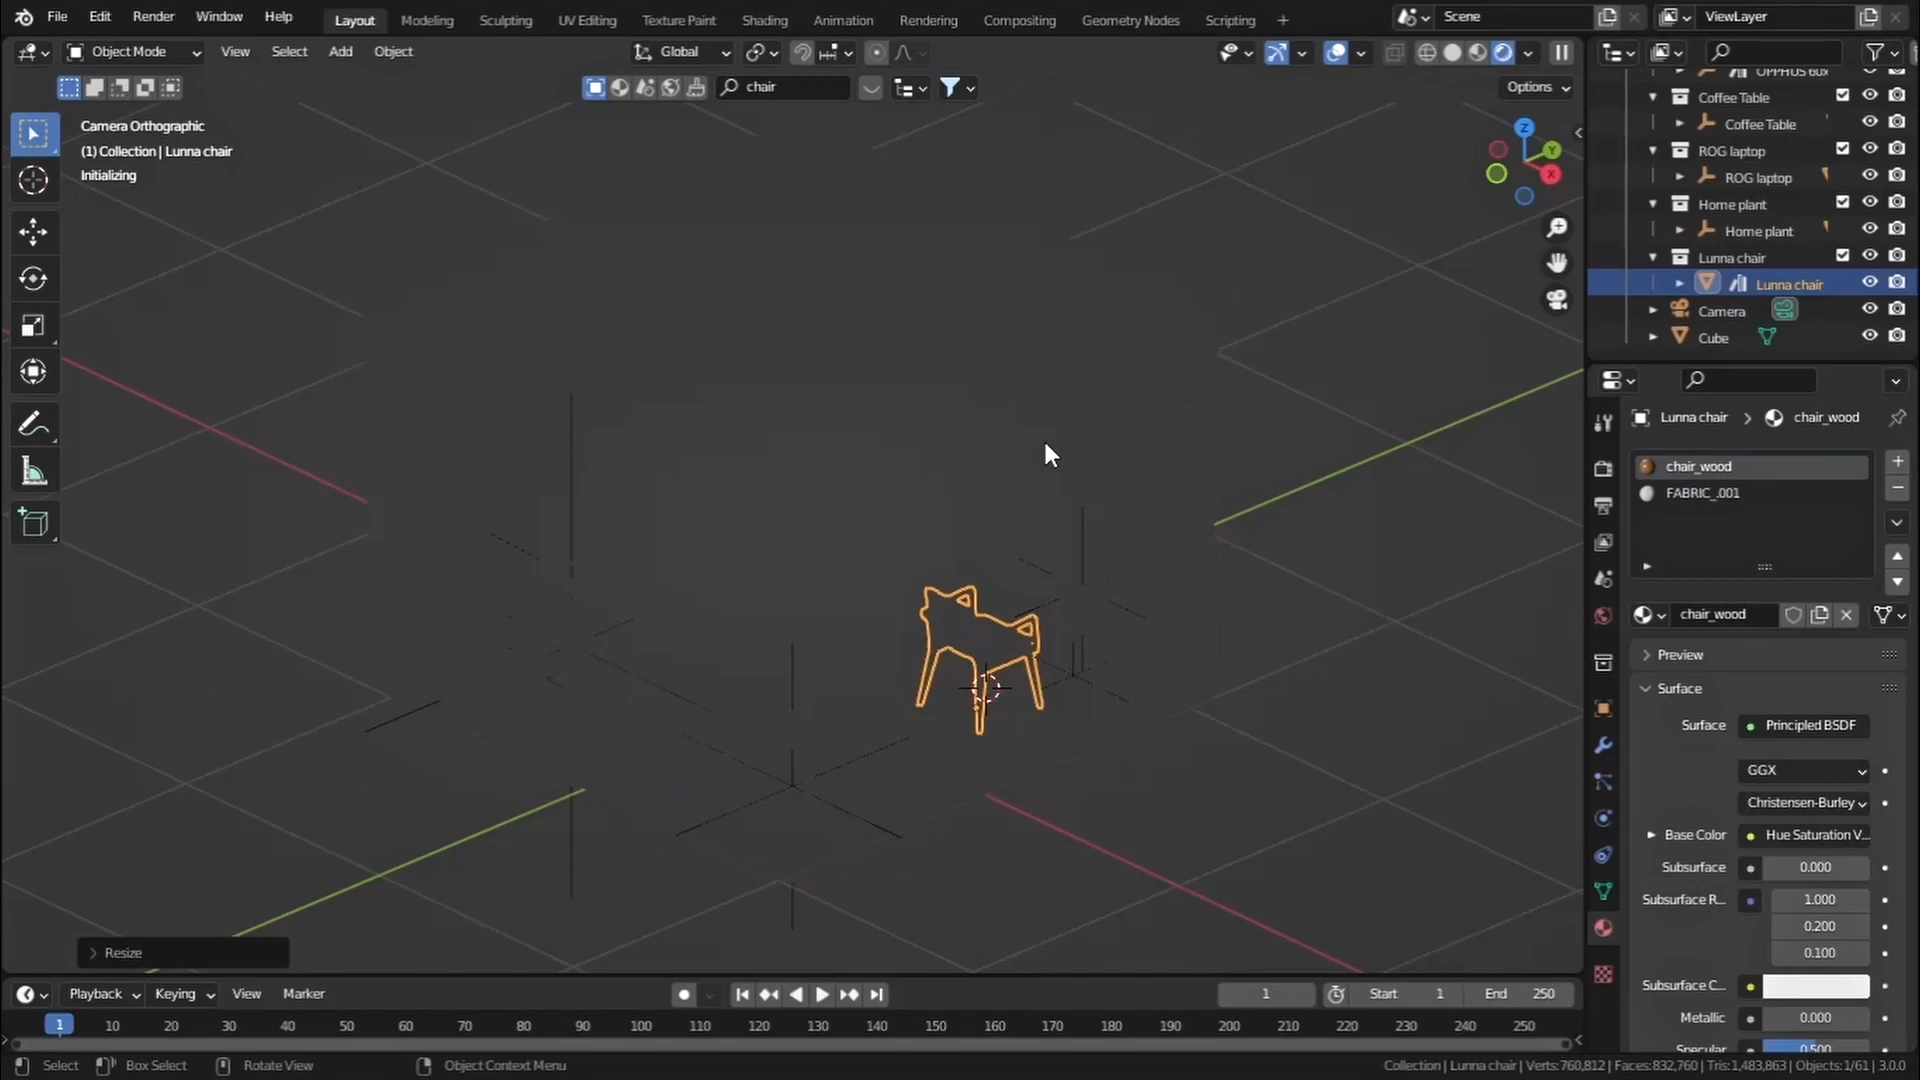 File Edit Render Window Help Layout Modeling Sculpting UV Editing Texture Paint Shading Animation Rendering Compositing Geometry Nodes Scripting + Scene ViewLayer
Object Mode View Select Add Object Global
chair Options
Camera Orthographic
(1) Collection | Lunna chair
Initializing
Z
Y
X
OPPHUS 60x
Coffee Table
Coffee Table
ROG laptop
ROG laptop
Home plant
Home plant
Lunna chair
Lunna chair
Camera
Cube
Lunna chair > chair_wood
chair_wood
FABRIC_.001
chair_wood
Preview
Surface
Surface Principled BSDF
GGX
Christensen-Burley
Base Color Hue Saturation V...
Subsurface 0.000
Subsurface R... 1.000
0.200
0.100
Subsurface C...
Metallic 0.000
Specular 0.500
Resize
Playback Keying View Marker 1 Start 1 End 250
1 10 20 30 40 50 60 70 80 90 100 110 120 130 140 150 160 170 180 190 200 210 220 230 240 250
Select Box Select Rotate View Object Context Menu Collection | Lunna chair | Verts:760,812 | Faces:832,760 | Tris:1,483,863 | Objects:1/61 | 3.0.0